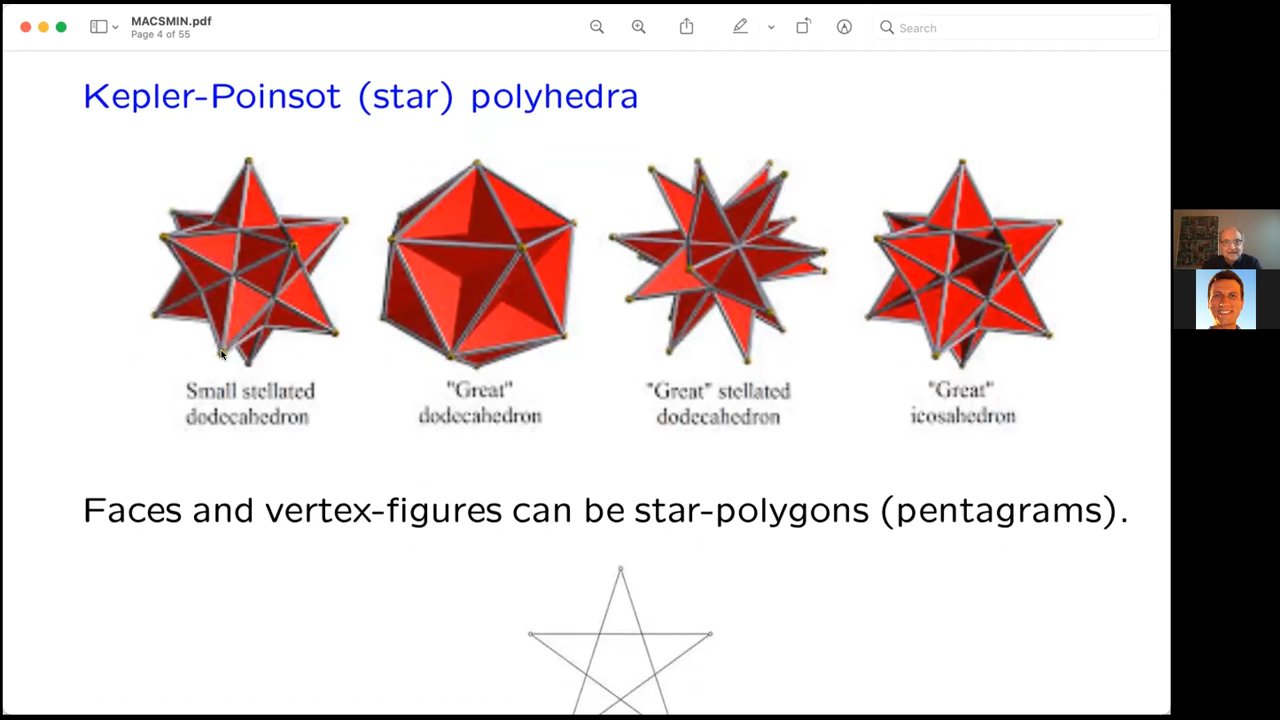 MACSMIN.pdf
Page 4 of 55
Search
Kepler-Poinsot (star) polyhedra
Small stellated
dodecahedron
"Great"
dodecahedron
"Great" stellated
dodecahedron
"Great"
icosahedron
Faces and vertex-figures can be star-polygons (pentagrams).